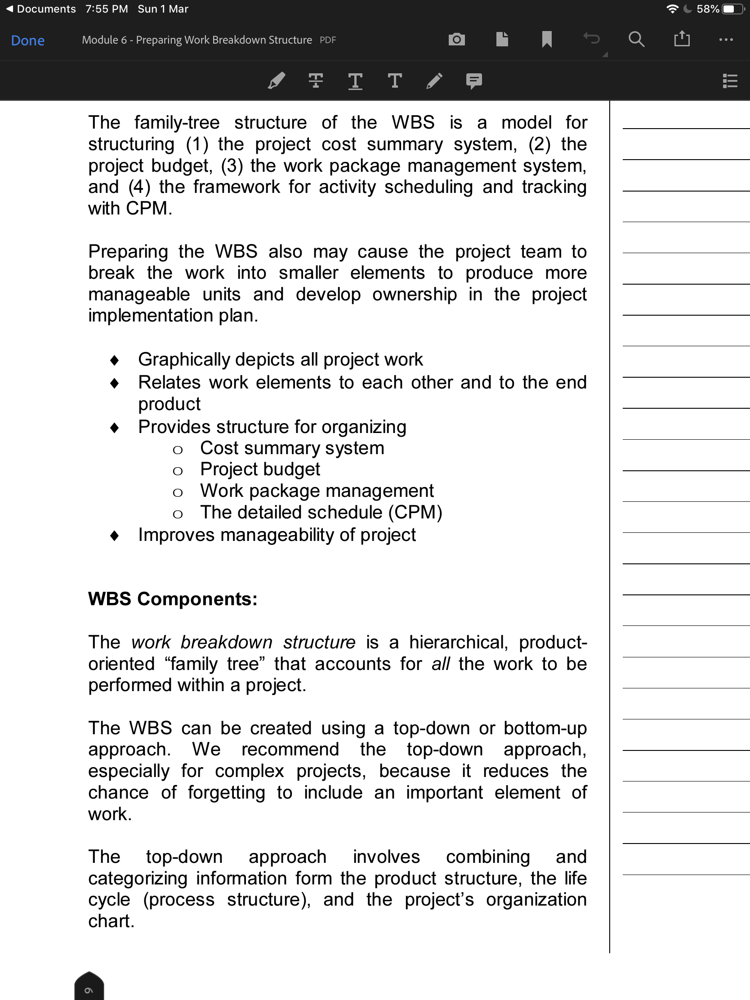 Documents 7:55 PM Sun 1 Mar 58%
Done Module 6 - Preparing Work Breakdown Structure PDF
The family-tree structure of the WBS is a model for
structuring (1) the project cost summary system, (2) the
project budget, (3) the work package management system,
and (4) the framework for activity scheduling and tracking
with CPM.
Preparing the WBS also may cause the project team to
break the work into smaller elements to produce more
manageable units and develop ownership in the project
implementation plan.
♦ Graphically depicts all project work
♦ Relates work elements to each other and to the end
product
♦ Provides structure for organizing
o Cost summary system
o Project budget
o Work package management
o The detailed schedule (CPM)
♦ Improves manageability of project
WBS Components:
The work breakdown structure is a hierarchical, product-
oriented “family tree” that accounts for all the work to be
performed within a project.
The WBS can be created using a top-down or bottom-up
approach. We recommend the top-down approach,
especially for complex projects, because it reduces the
chance of forgetting to include an important element of
work.
The top-down approach involves combining and
categorizing information form the product structure, the life
cycle (process structure), and the project’s organization
chart.
6